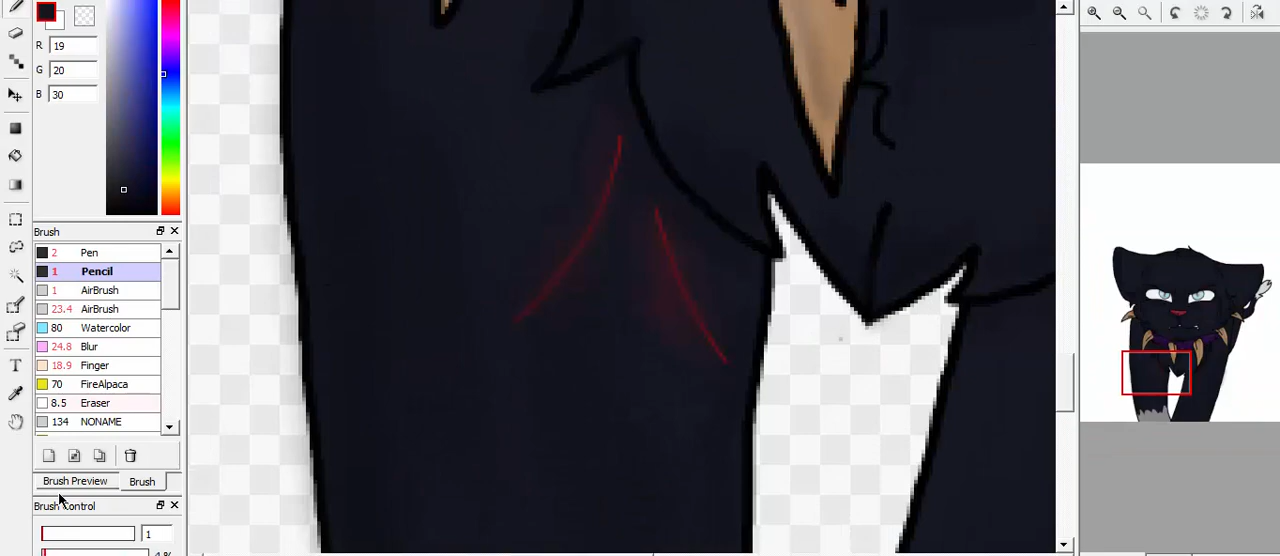 R 19
G 20
B 30
Brush
2 Pen
1 Pencil
1 AirBrush
23.4 AirBrush
80 Watercolor
24.8 Blur
18.9 Finger
70 FireAlpaca
8.5 Eraser
134 NONAME
Brush Preview Brush
Brush Control
1